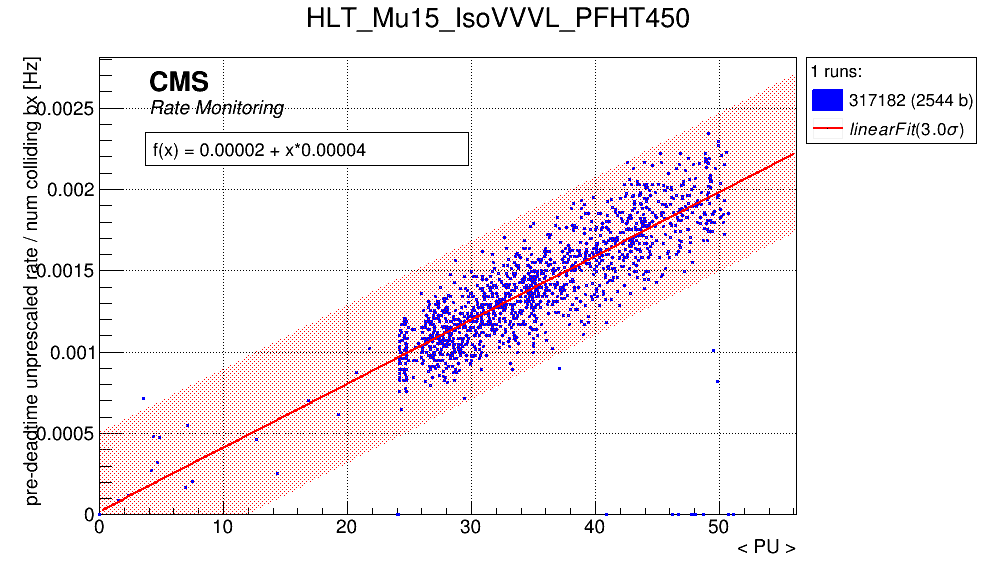 HLT_Mu15_IsoVVVL_PFHT450
pre-deadtime unprescaled rate / num colliding bx [Hz]
CMS
Rate Monitoring
f(x) = 0.00002 + x*0.00004
1 runs:
317182 (2544 b)
linearFit(3.0σ)
0.0025
0.002
0.0015
0.001
0.0005
0
0 10 20 30 40 50
< PU >